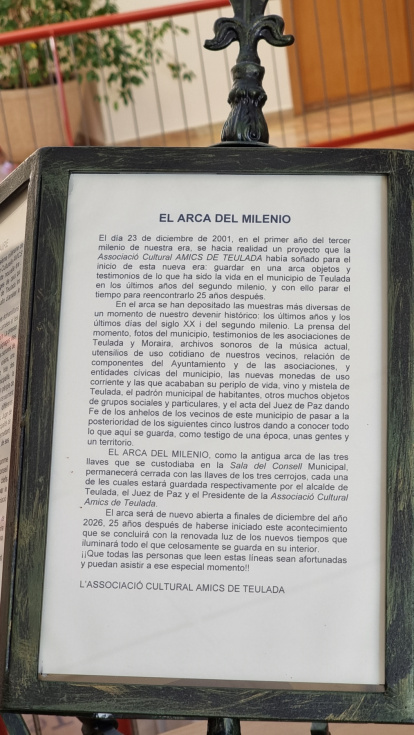 EL ARCA DEL MILENIO
El día 23 de diciembre de 2001, en el primer año del tercer
milenio de nuestra era, se hacia realidad un proyecto que la
Associació Cultural AMICS DE TEULADA había soñado para el
inicio de esta nueva era: guardar en una arca objetos y
testimonios de lo que ha sido la vida en el municipio de Teulada
en los últimos años del segundo milenio, y con ello parar el
tiempo para reencontrarlo 25 años después.
En el arca se han depositado las muestras más diversas de
un momento de nuestro devenir histórico: los últimos años y los
últimos días del siglo XX i del segundo milenio. La prensa del
momento, fotos del municipio, testimonios de les asociaciones de
Teulada y Moraira, archivos sonoros de la música actual,
utensilios de uso cotidiano de nuestros vecinos, relación de
componentes del Ayuntamiento y de las asociaciones, y
entidades cívicas del municipio, las nuevas monedas de uso
corriente y las que acababan su periplo de vida, vino y mistela de
Teulada, el padrón municipal de habitantes, otros muchos objetos
de grupos sociales y particulares, y el acta del Juez de Paz dando
Fe de los anhelos de los vecinos de este municipio de pasar a la
posterioridad de los siguientes cinco lustros dando a conocer todo
lo que aquí se guarda, como testigo de una época, unas gentes y
un territorio.
EL ARCA DEL MILENIO, como la antigua arca de las tres
llaves que se custodiaba en la Sala del Consell Municipal,
permanecerá cerrada con las llaves de los tres cerrojos, cada una
de les cuales estará guardada respectivamente por el alcalde de
Teulada, el Juez de Paz y el Presidente de la Associació Cultural
Amics de Teulada.
El arca será de nuevo abierta a finales de diciembre del año
2026, 25 años después de haberse iniciado este acontecimiento
que se concluirá con la renovada luz de los nuevos tiempos que
iluminará todo el que celosamente se guarda en su interior.
¡¡Que todas las personas que leen estas líneas sean afortunadas
y puedan asistir a ese especial momento!!
L'ASSOCIACIÓ CULTURAL AMICS DE TEULADA